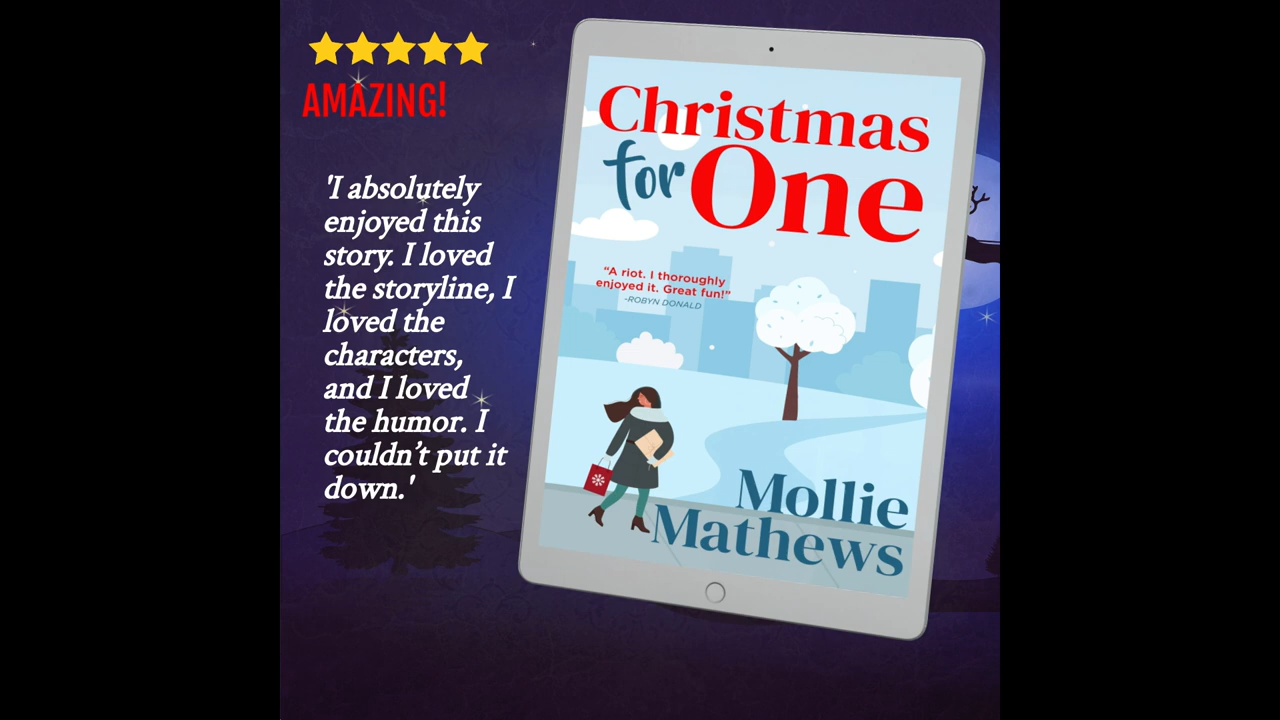 AMAZING!
'I absolutely
enjoyed this
story. I loved
the storyline, I
loved the
characters,
and I loved
the humor. I
couldn’t put it
down.'
Christmas
for One
“A riot. I thoroughly
enjoyed it. Great fun!”
-ROBYN DONALD
Mollie
Mathews